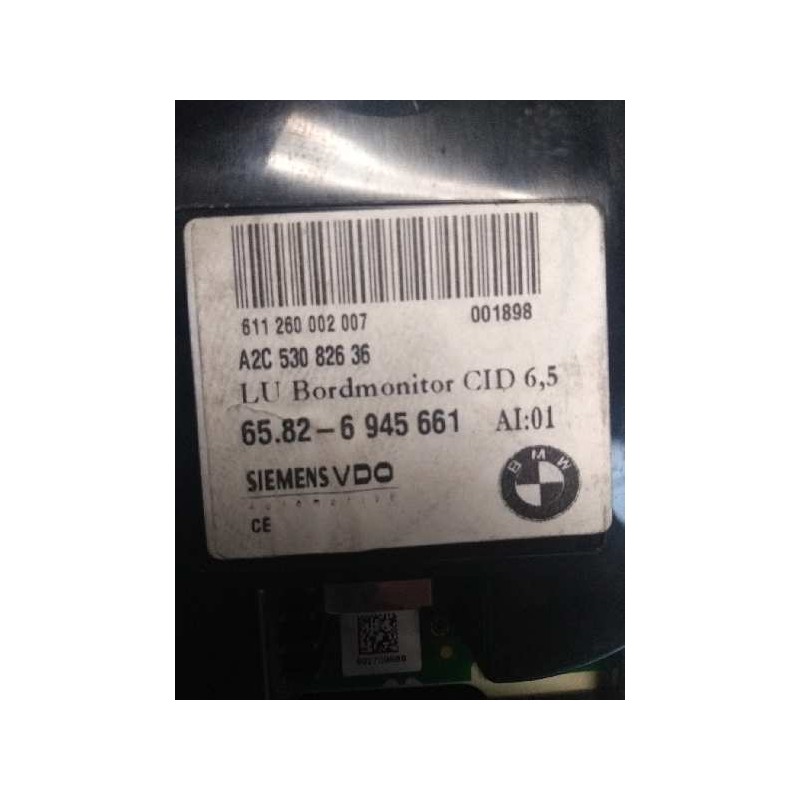 611 260 002 007 001898
A2C 530 826 36
LU Bordmonitor CID 6,5
65.82-6 945 661 AI:01
SIEMENS VDO
Automotive
BMW
CE